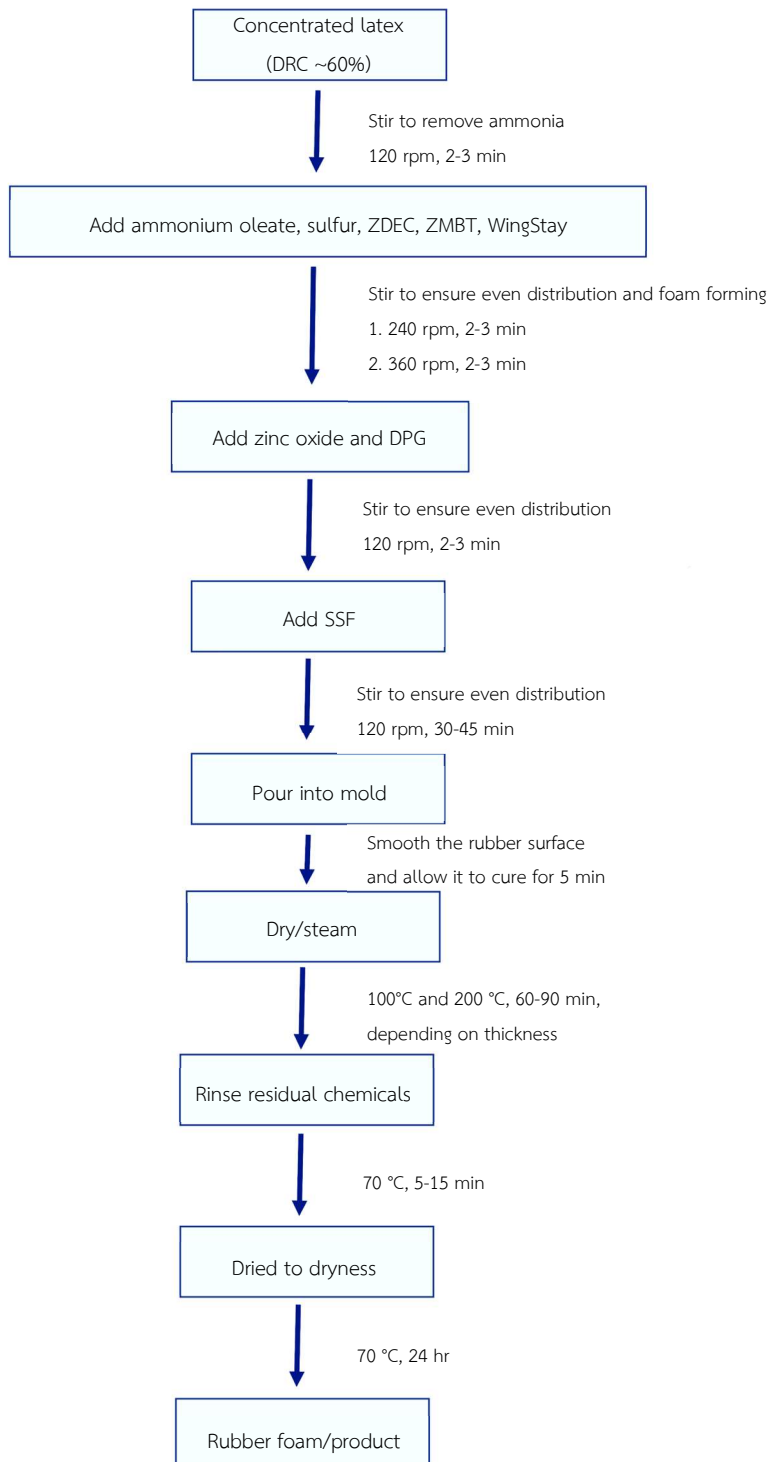 Concentrated latex
(DRC ~60%)
Stir to remove ammonia
120 rpm, 2-3 min
Add ammonium oleate, sulfur, ZDEC, ZMBT, WingStay
Stir to ensure even distribution and foam forming
1. 240 rpm, 2-3 min
2. 360 rpm, 2-3 min
Add zinc oxide and DPG
Stir to ensure even distribution
120 rpm, 2-3 min
Add SSF
Stir to ensure even distribution
120 rpm, 30-45 min
Pour into mold
Smooth the rubber surface
and allow it to cure for 5 min
Dry/steam
100°C and 200 °C, 60-90 min,
depending on thickness
Rinse residual chemicals
70 °C, 5-15 min
Dried to dryness
70 °C, 24 hr
Rubber foam/product